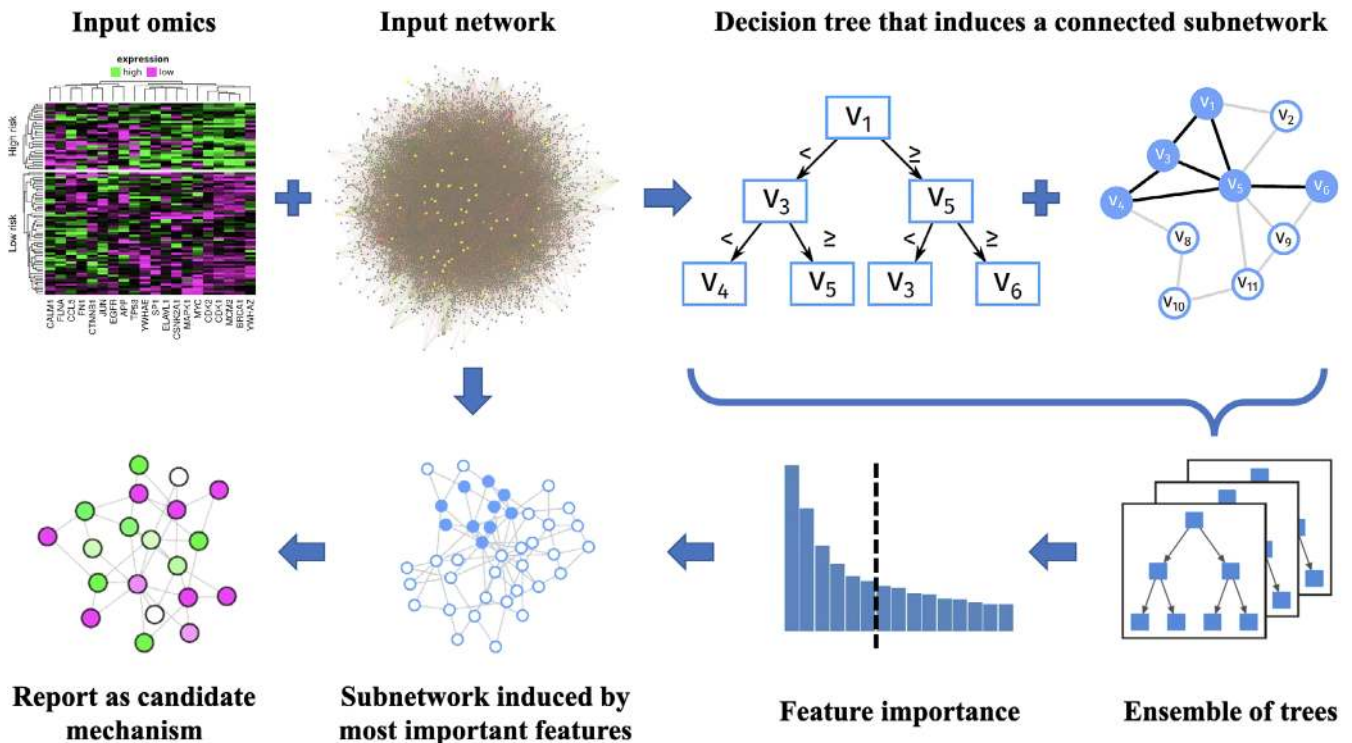 Input omics
Input network
Decision tree that induces a connected subnetwork
expression
high low
High risk
Low risk
CALM1
FLNA
CCL5
FN1
CTNNB1
JUN
EGFR
APP
TP53
YWHAE
SP1
ELAVL1
CSNK2A1
MAPK1
MYC
CDK2
CDK1
MCM2
BRCA1
YWHAZ
V1
< ≥
V3 V5
< ≥ < ≥
V4 V5 V3 V6
V1
V2
V3
V5
V6
V4
V8
V9
V11
V10
Report as candidate
mechanism
Subnetwork induced by
most important features
Feature importance
Ensemble of trees